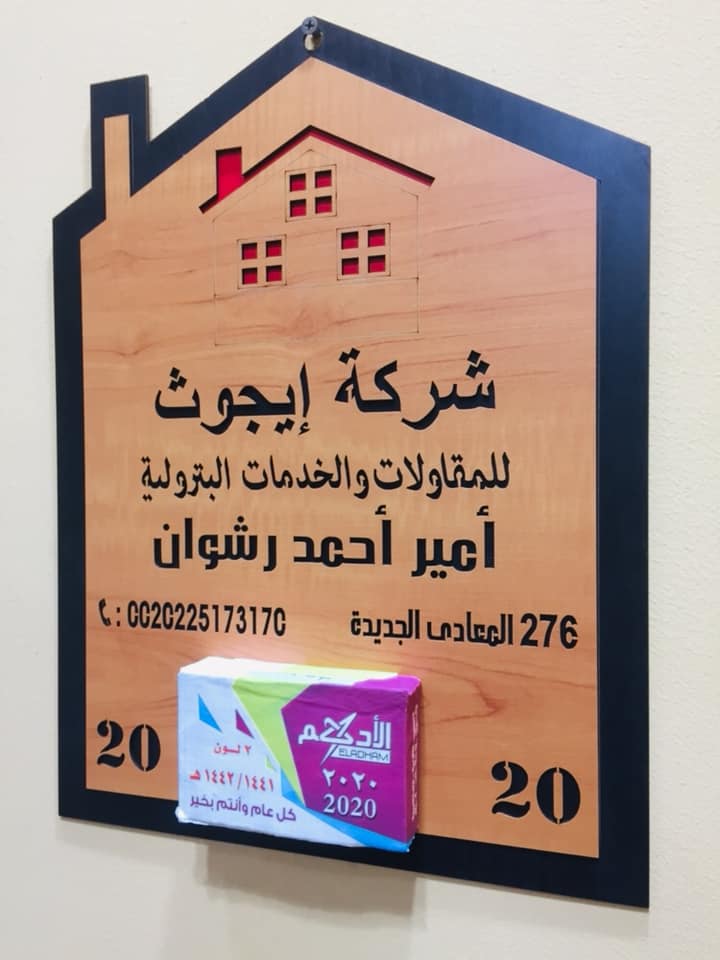 شركة إيجوث
للمقاولات والخدمات البترولية
أمير أحمد رشوان
276 المعادى الجديدة
0020225173170 :
20
20
الأدهم
ELADHAM
٢٠٢٠
2020
٢ لون
١٤٤٢/١٤٤١ هـ
كل عام وأنتم بخير